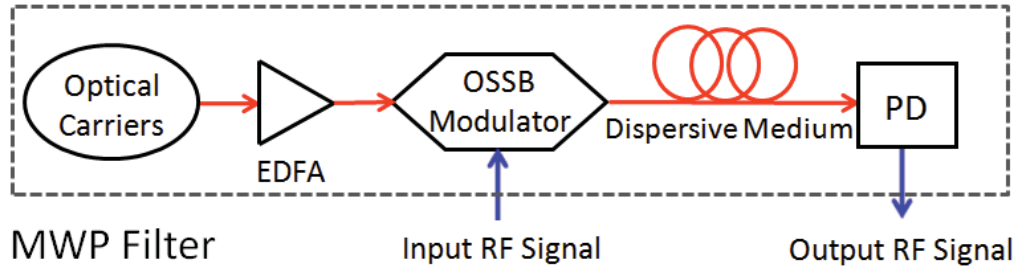 Optical
Carriers
EDFA
OSSB
Modulator
Dispersive Medium
PD
MWP Filter
Input RF Signal
Output RF Signal